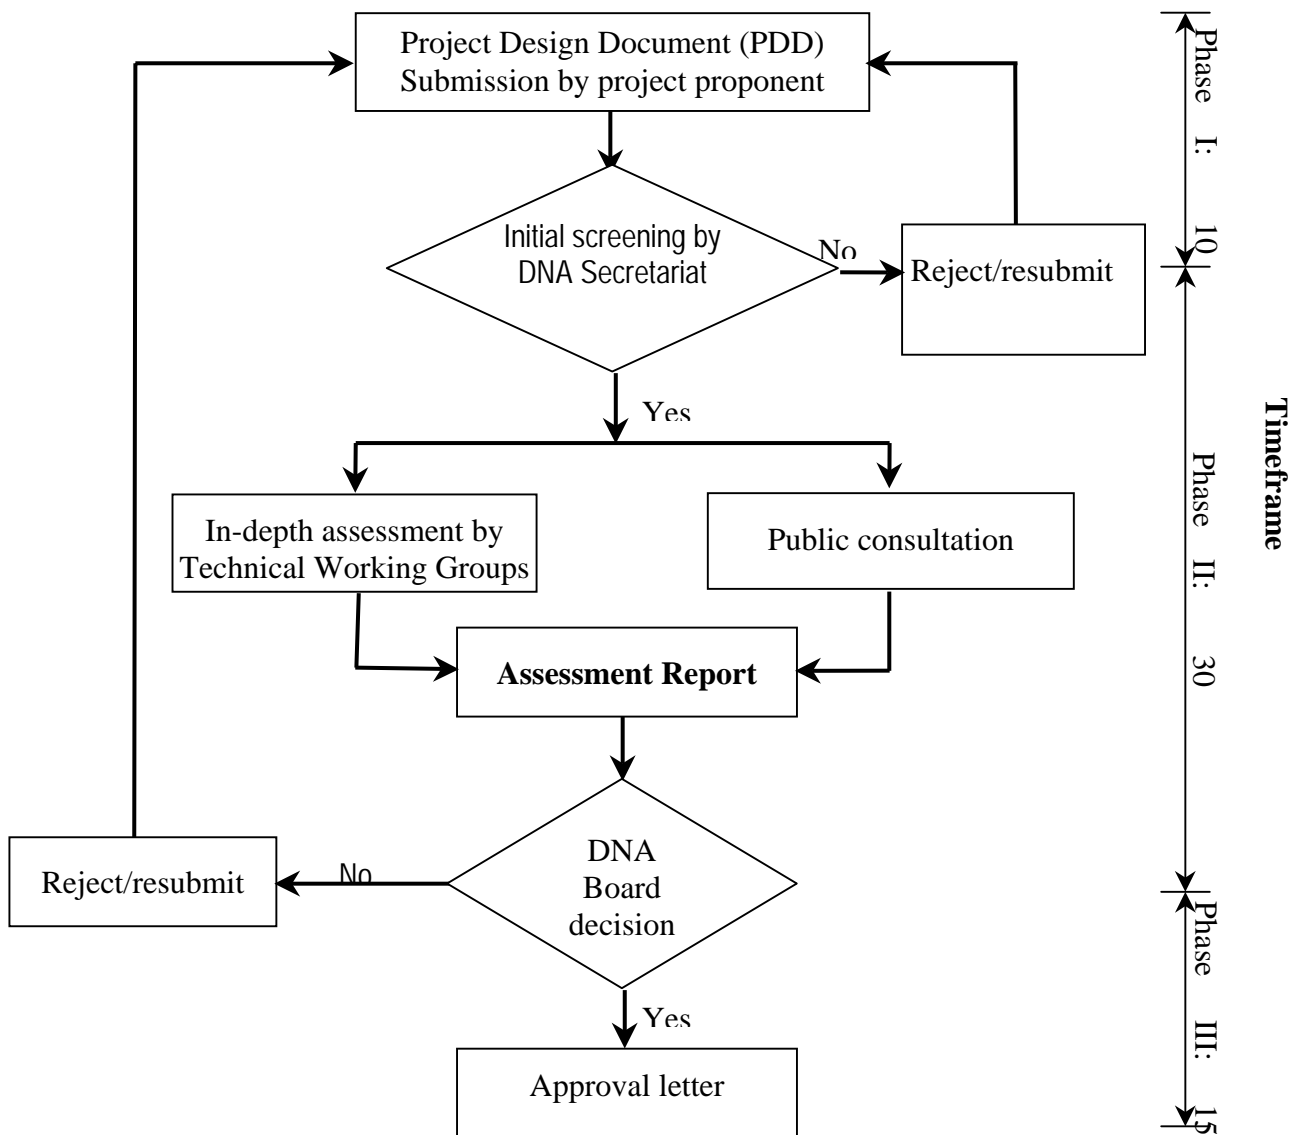 Project Design Document (PDD)
Submission by project proponent
Initial screening by
DNA Secretariat
No
Reject/resubmit
Yes
In-depth assessment by
Technical Working Groups
Public consultation
Assessment Report
DNA
Board
decision
No
Reject/resubmit
Yes
Approval letter
Phase I: 10
Phase II: 30
Phase III: 15
Timeframe